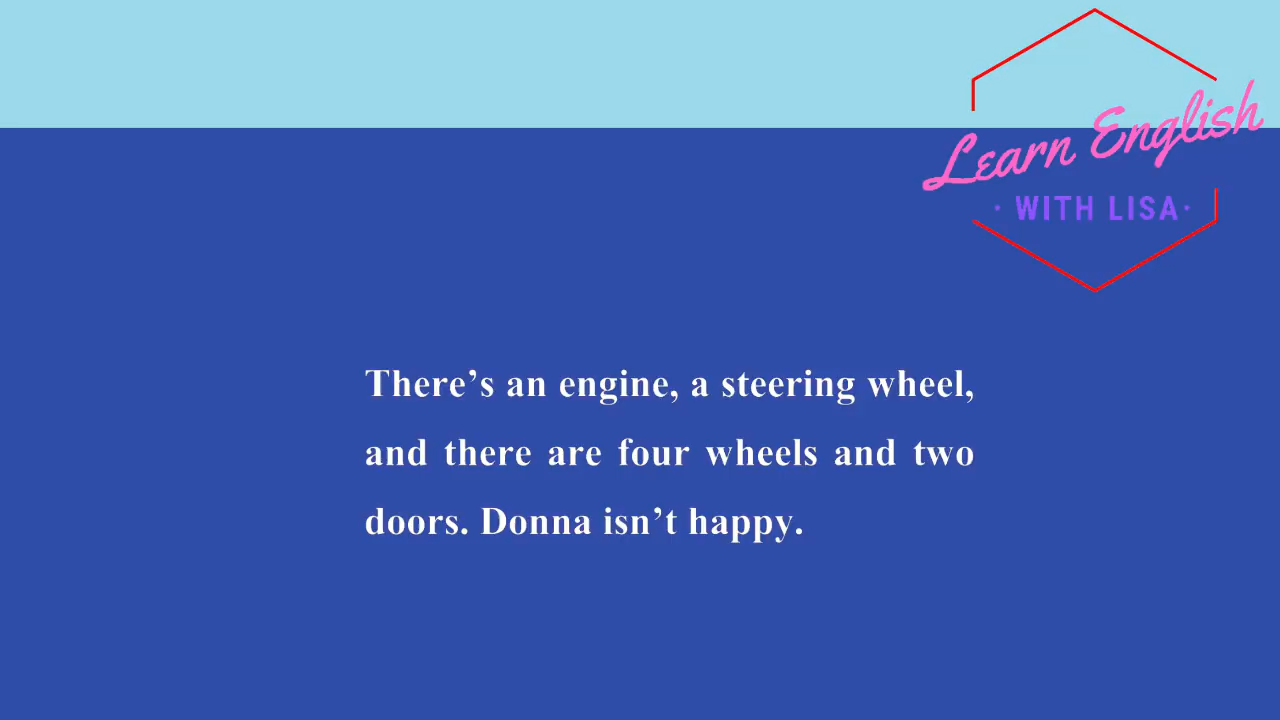 Learn English
· WITH LISA·
There’s an engine, a steering wheel,
and there are four wheels and two
doors. Donna isn’t happy.